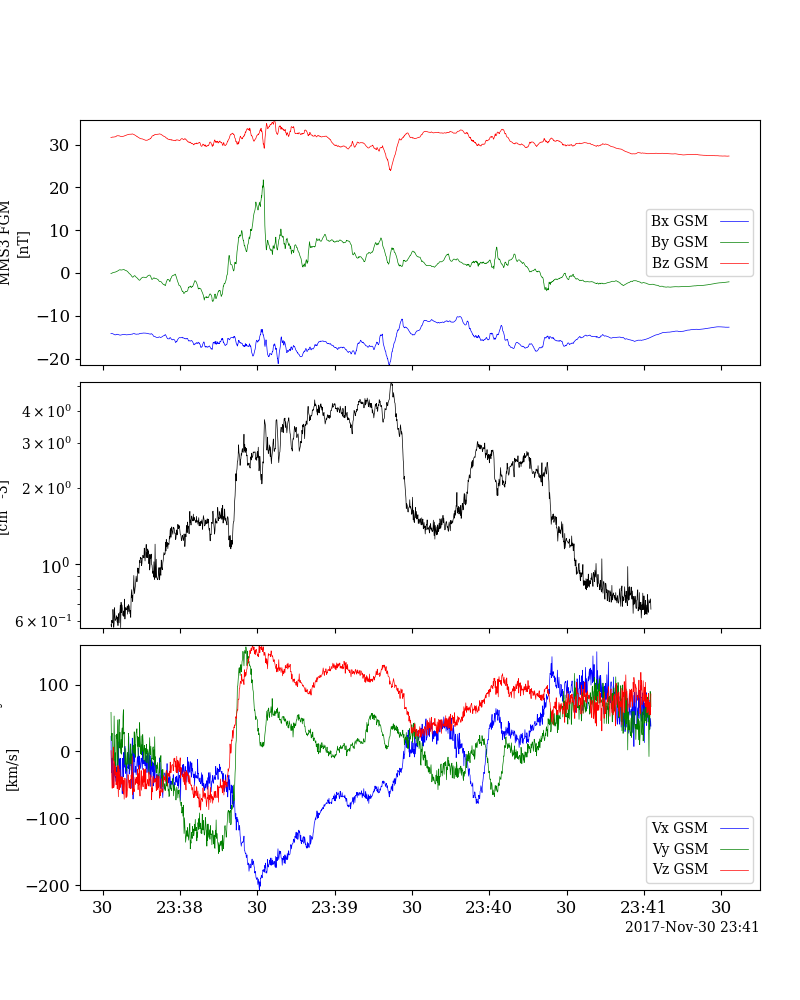 30
20
10
0
−10
−20
MMS3 FGM
[nT]
Bx GSM
By GSM
Bz GSM
4 × 10⁰
3 × 10⁰
2 × 10⁰
10⁰
6 × 10⁻¹
[cm -3]
100
0
−100
−200
[km/s]
Vx GSM
Vy GSM
Vz GSM
30 23:38 30 23:39 30 23:40 30 23:41 30
2017-Nov-30 23:41